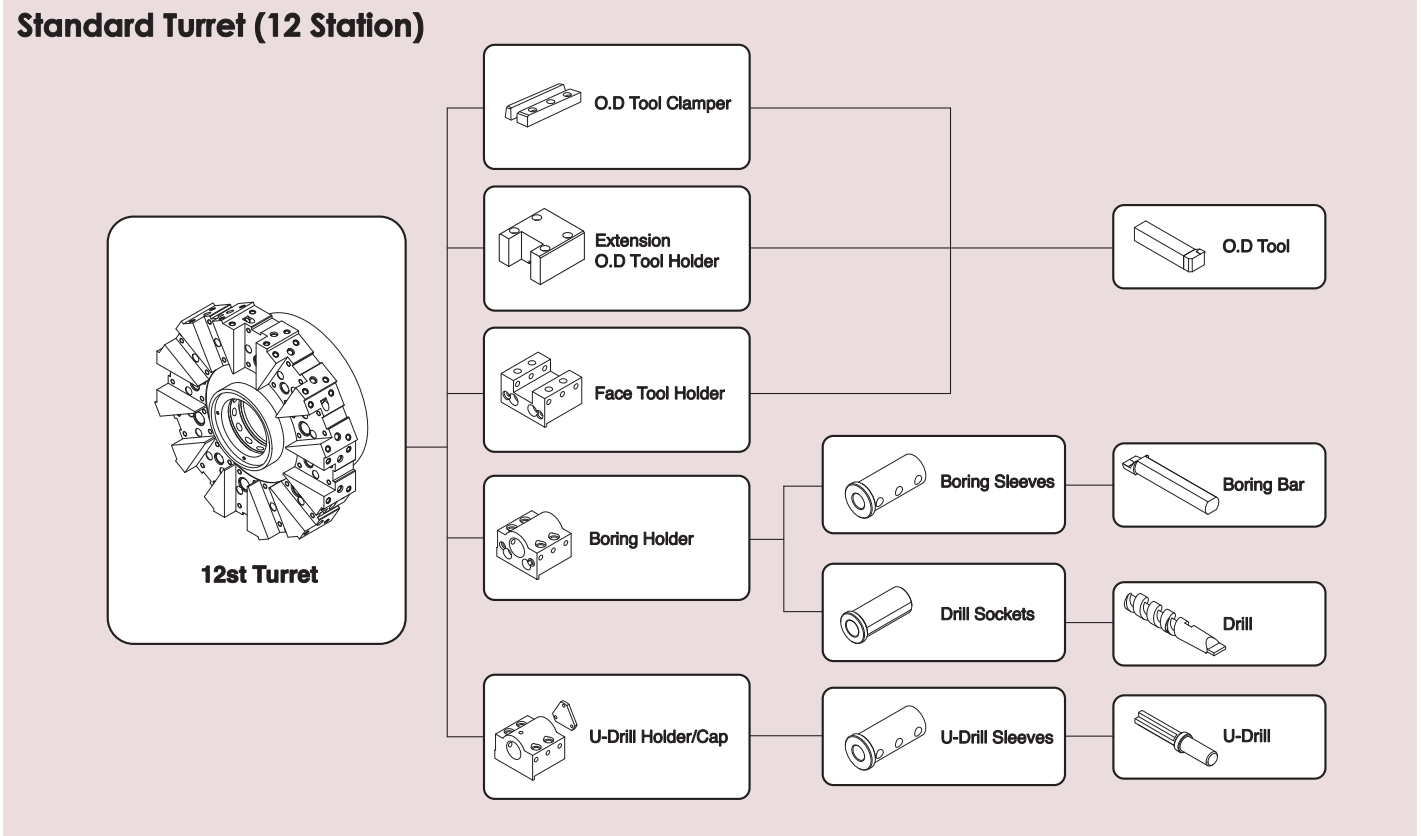 Standard Turret (12 Station)
12st Turret
O.D Tool Clamper
Extension
O.D Tool Holder
Face Tool Holder
Boring Holder
U-Drill Holder/Cap
Boring Sleeves
Drill Sockets
U-Drill Sleeves
O.D Tool
Boring Bar
Drill
U-Drill